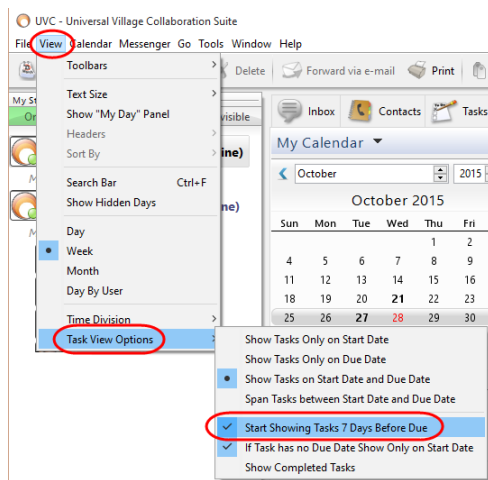 UVC - Universal Village Collaboration Suite
File View Calendar Messenger Go Tools Window Help
Delete Forward via e-mail Print
Toolbars
Text Size
Show "My Day" Panel
Headers
Sort By
Search Bar Ctrl+F
Show Hidden Days
Day
Week
Month
Day By User
Time Division
Task View Options
My St
On
visible
ine)
ne)
Inbox Contacts Tasks
My Calendar
October 2015
October 2015
Sun Mon Tue Wed Thu Fri
1 2
4 5 6 7 8 9
11 12 13 14 15 16
18 19 20 21 22 23
25 26 27 28 29 30
Show Tasks Only on Start Date
Show Tasks Only on Due Date
Show Tasks on Start Date and Due Date
Span Tasks between Start Date and Due Date
Start Showing Tasks 7 Days Before Due
If Task has no Due Date Show Only on Start Date
Show Completed Tasks